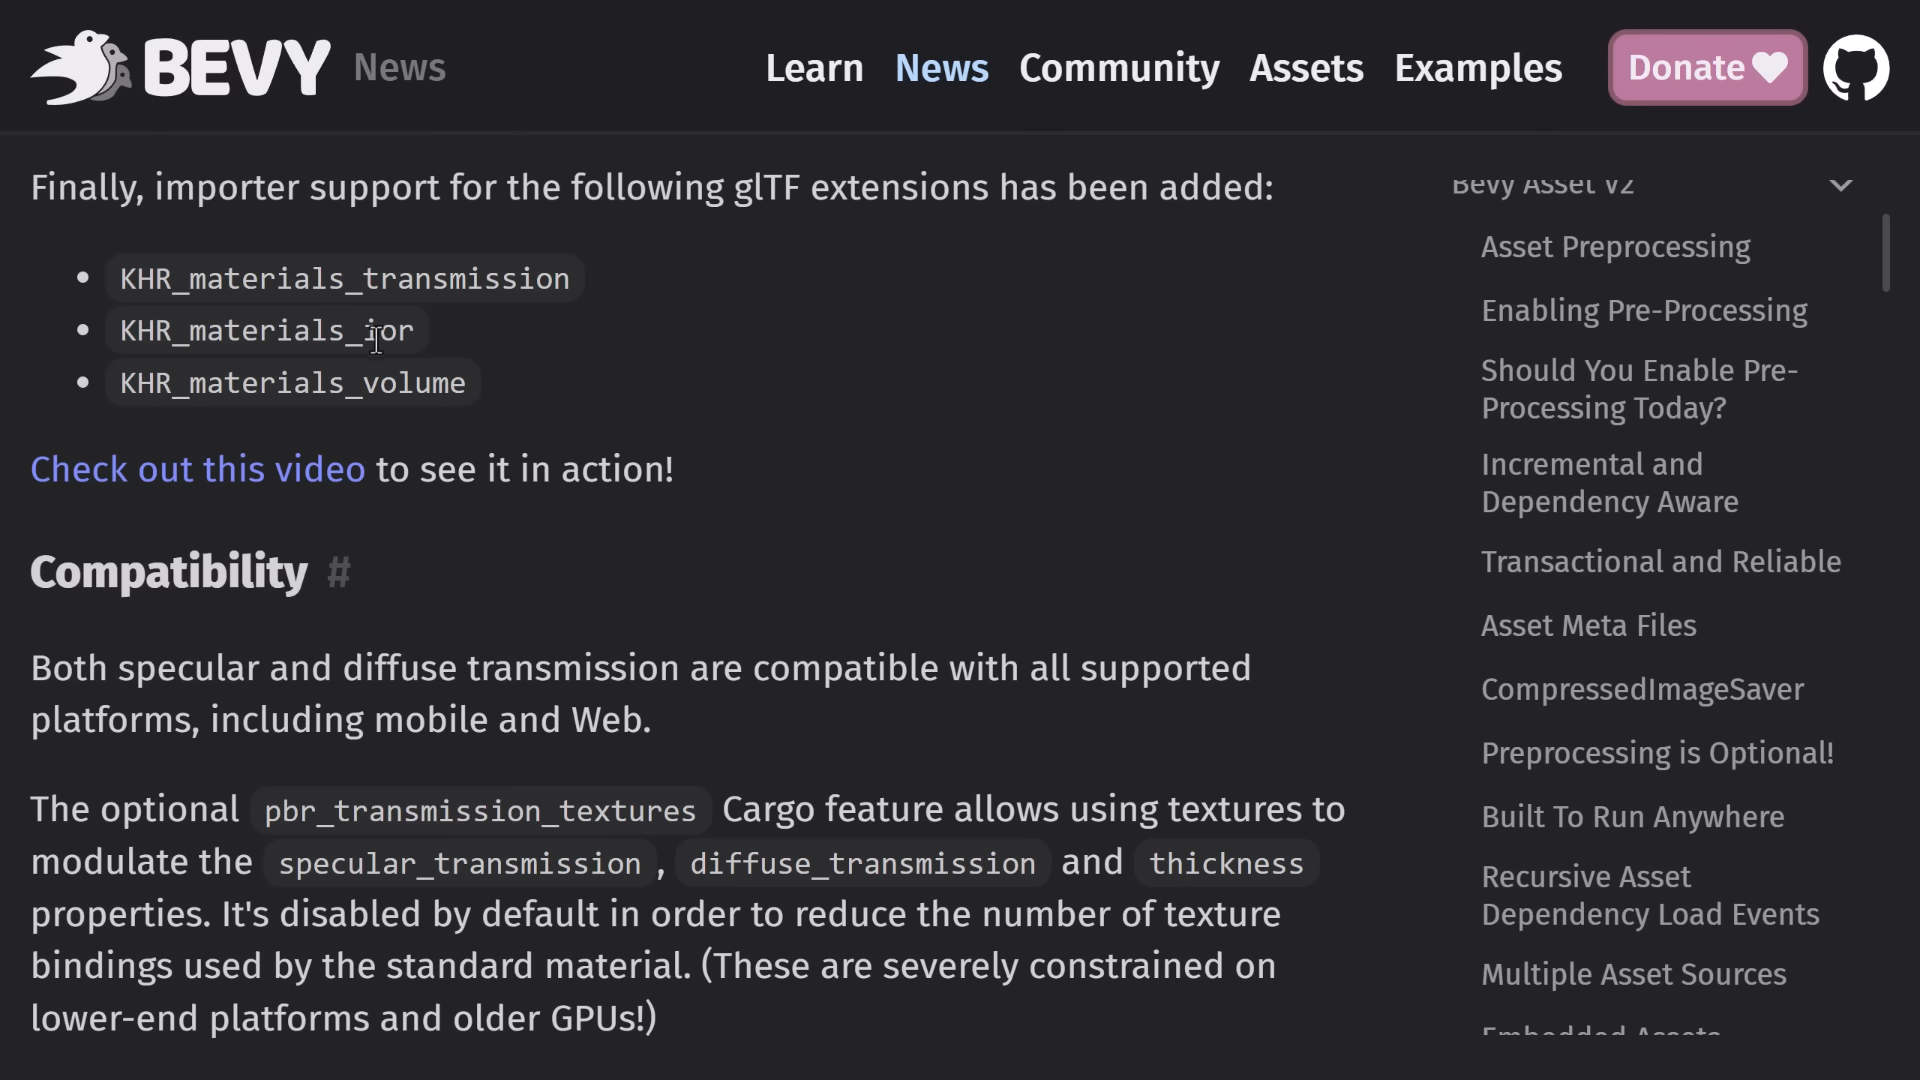 BEVY News
Learn News Community Assets Examples Donate
Finally, importer support for the following glTF extensions has been added:
KHR_materials_transmission
KHR_materials_ior
KHR_materials_volume
Check out this video to see it in action!
Compatibility #
Both specular and diffuse transmission are compatible with all supported
platforms, including mobile and Web.
The optional pbr_transmission_textures Cargo feature allows using textures to
modulate the specular_transmission, diffuse_transmission and thickness
properties. It's disabled by default in order to reduce the number of texture
bindings used by the standard material. (These are severely constrained on
lower-end platforms and older GPUs!)
Bevy Asset V2
Asset Preprocessing
Enabling Pre-Processing
Should You Enable Pre-
Processing Today?
Incremental and
Dependency Aware
Transactional and Reliable
Asset Meta Files
CompressedImageSaver
Preprocessing is Optional!
Built To Run Anywhere
Recursive Asset
Dependency Load Events
Multiple Asset Sources
Embedded Assets